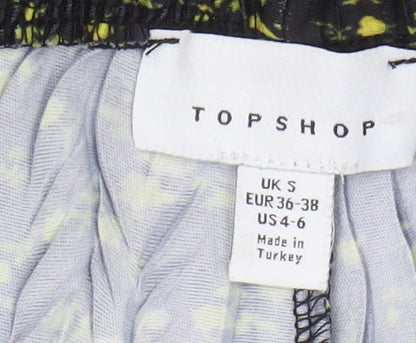 TOPSHOP
UK S
EUR 36-38
US 4-6
Made in
Turkey